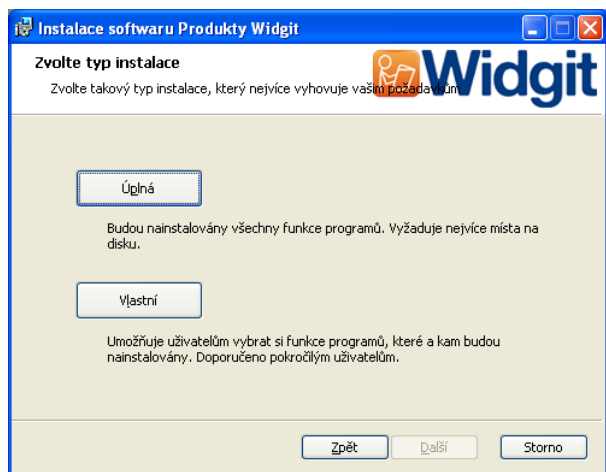 Instalace softwaru Produkty Widgit
Zvolte typ instalace
Zvolte takový typ instalace, který nejvíce vyhovuje vašim požadavkům.
Widgit
Úplná
Budou nainstalovány všechny funkce programů. Vyžaduje nejvíce místa na
disku.
Vlastní
Umožňuje uživatelům vybrat si funkce programů, které a kam budou
nainstalovány. Doporučeno pokročilým uživatelům.
Zpět
Další
Storno